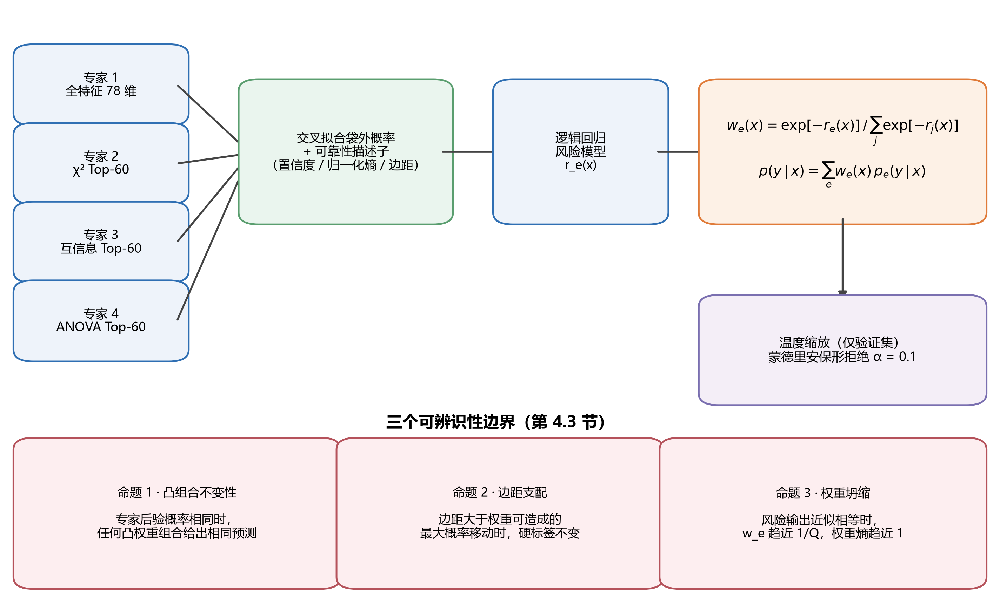 专家 1
全特征 78 维
专家 2
χ² Top-60
专家 3
互信息 Top-60
专家 4
ANOVA Top-60
交叉拟合袋外概率
+ 可靠性描述子
（置信度 / 归一化熵 / 边距）
逻辑回归
风险模型
r_e(x)
w_e(x) = exp[−r_e(x)] / ∑_j exp[−r_j(x)]
p(y | x) = ∑_e w_e(x) p_e(y | x)
温度缩放（仅验证集）
蒙德里安保形拒绝 α = 0.1
三个可辨识性边界（第 4.3 节）
命题 1 · 凸组合不变性
专家后验概率相同时，
任何凸权重组合给出相同预测
命题 2 · 边距支配
边距大于权重可造成的
最大概率移动时，硬标签不变
命题 3 · 权重坍缩
风险输出近似相等时，
w_e 趋近 1/Q，权重熵趋近 1